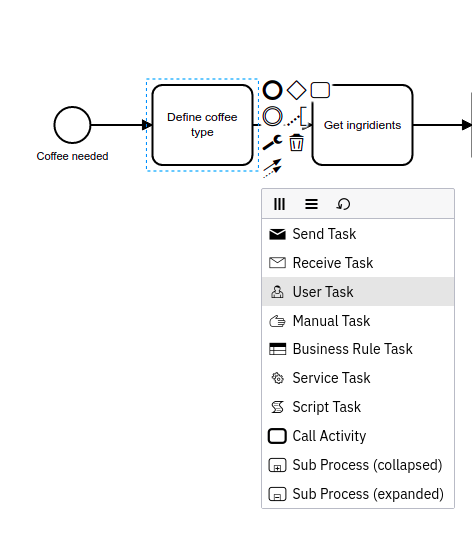 Define coffee
type
Get ingridients
Coffee needed
Send Task
Receive Task
User Task
Manual Task
Business Rule Task
Service Task
Script Task
Call Activity
Sub Process (collapsed)
Sub Process (expanded)